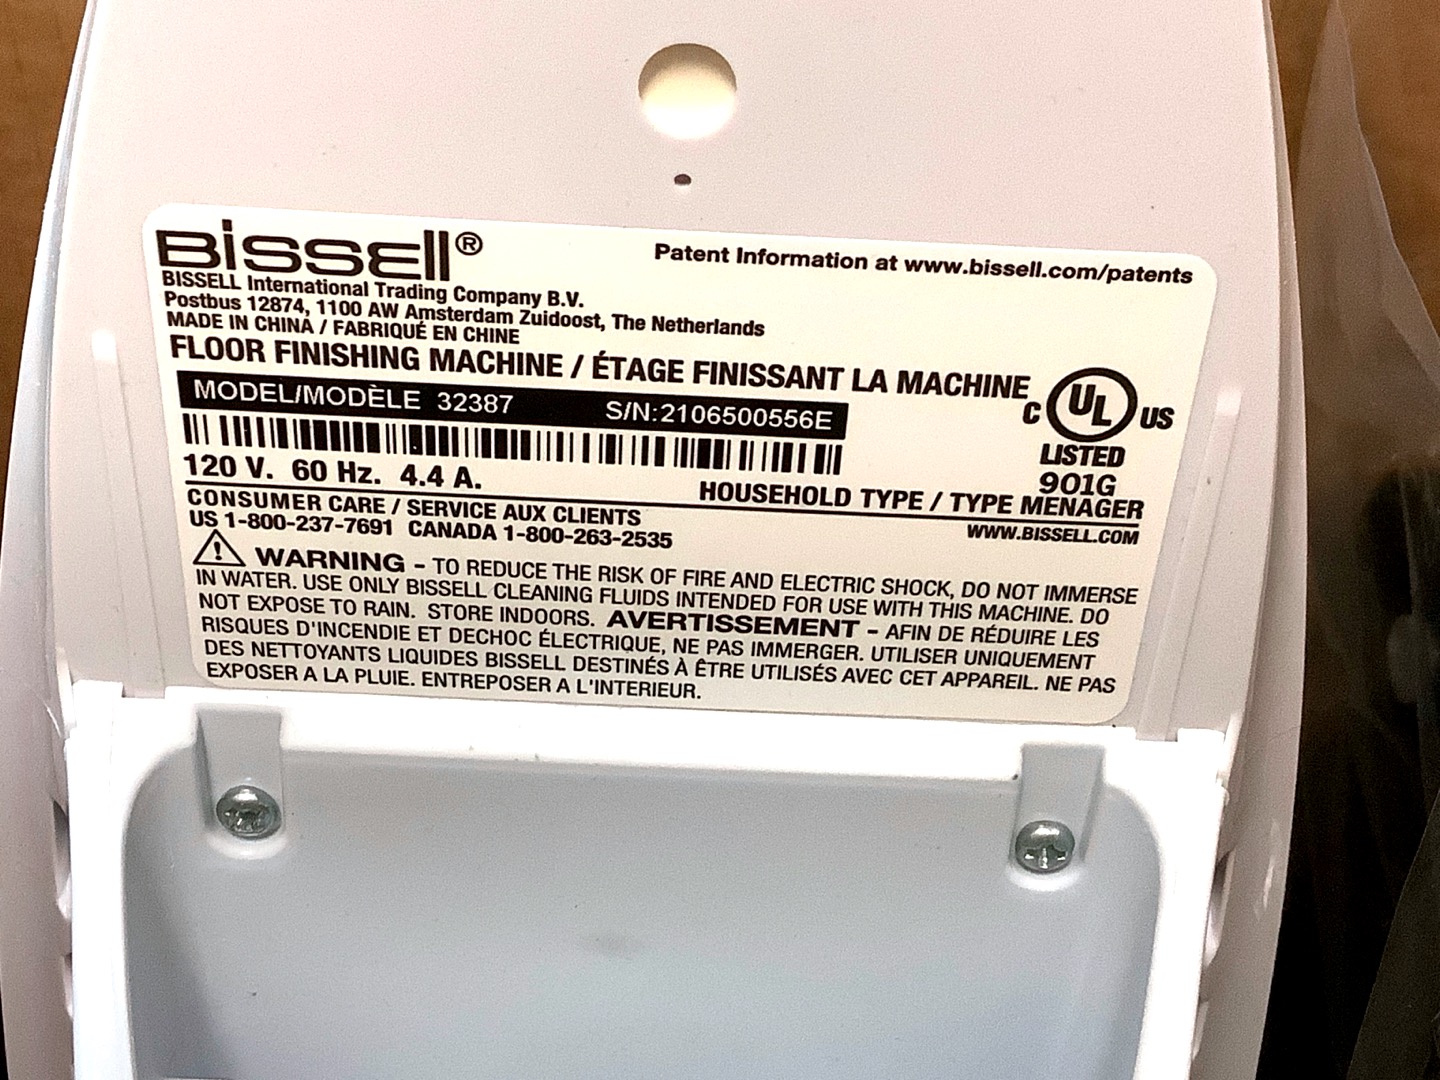 Bissell®
Patent Information at www.bissell.com/patents
BISSELL International Trading Company B.V.
Postbus 12874, 1100 AW Amsterdam Zuidoost, The Netherlands
MADE IN CHINA / FABRIQUÉ EN CHINE
FLOOR FINISHING MACHINE / ÉTAGE FINISSANT LA MACHINE
MODEL/MODÈLE 32387 S/N:2106500556E
C UL US
LISTED
901G
120 V. 60 Hz. 4.4 A.
HOUSEHOLD TYPE / TYPE MENAGER
CONSUMER CARE / SERVICE AUX CLIENTS
US 1-800-237-7691 CANADA 1-800-263-2535
WWW.BISSELL.COM
WARNING – TO REDUCE THE RISK OF FIRE AND ELECTRIC SHOCK, DO NOT IMMERSE
IN WATER. USE ONLY BISSELL CLEANING FLUIDS INTENDED FOR USE WITH THIS MACHINE. DO
NOT EXPOSE TO RAIN. STORE INDOORS. AVERTISSEMENT – AFIN DE RÉDUIRE LES
RISQUES D'INCENDIE ET DECHOC ÉLECTRIQUE, NE PAS IMMERGER. UTILISER UNIQUEMENT
DES NETTOYANTS LIQUIDES BISSELL DESTINÉS À ÊTRE UTILISÉS AVEC CET APPAREIL. NE PAS
EXPOSER A LA PLUIE. ENTREPOSER A L'INTERIEUR.